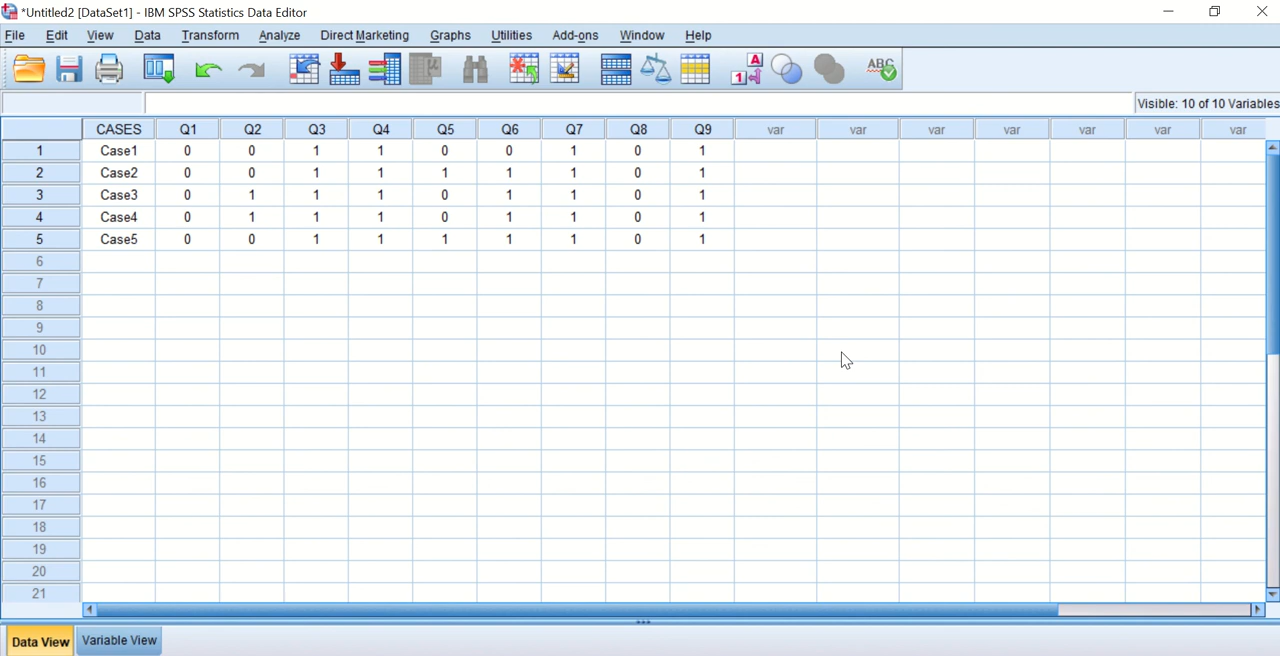 *Untitled2 [DataSet1] - IBM SPSS Statistics Data Editor
File Edit View Data Transform Analyze Direct Marketing Graphs Utilities Add-ons Window Help
A
1
ABC
Visible: 10 of 10 Variables
CASES Q1 Q2 Q3 Q4 Q5 Q6 Q7 Q8 Q9 var var var var var var var
1 Case1 0 0 1 1 0 0 1 0 1
2 Case2 0 0 1 1 1 1 1 0 1
3 Case3 0 1 1 1 0 1 1 0 1
4 Case4 0 1 1 1 0 1 1 0 1
5 Case5 0 0 1 1 1 1 1 0 1
6
7
8
9
10
11
12
13
14
15
16
17
18
19
20
21
Data View Variable View